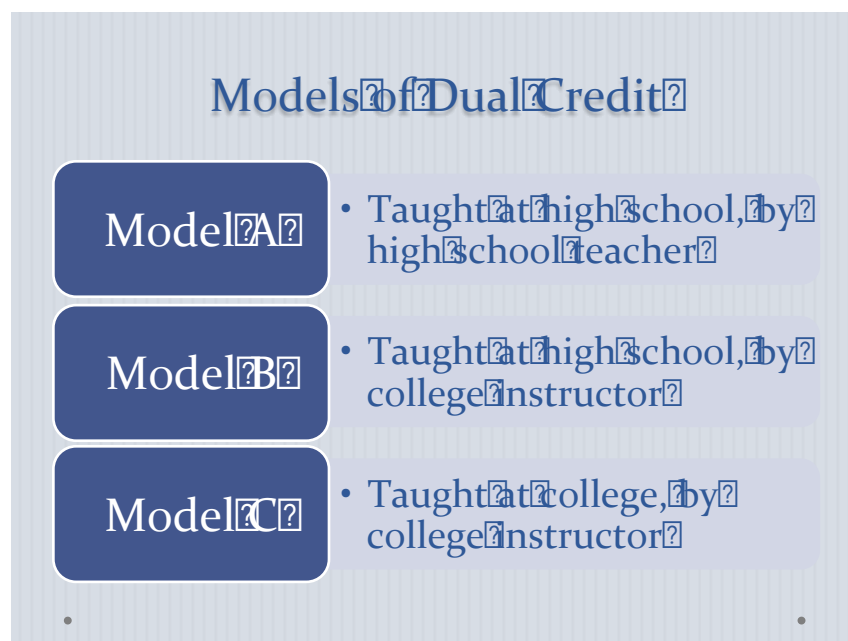 Models of Dual Credit
Model A
• Taught at high school, by
high school teacher
Model B
• Taught at high school, by
college instructor
Model C
• Taught at college, by
college instructor